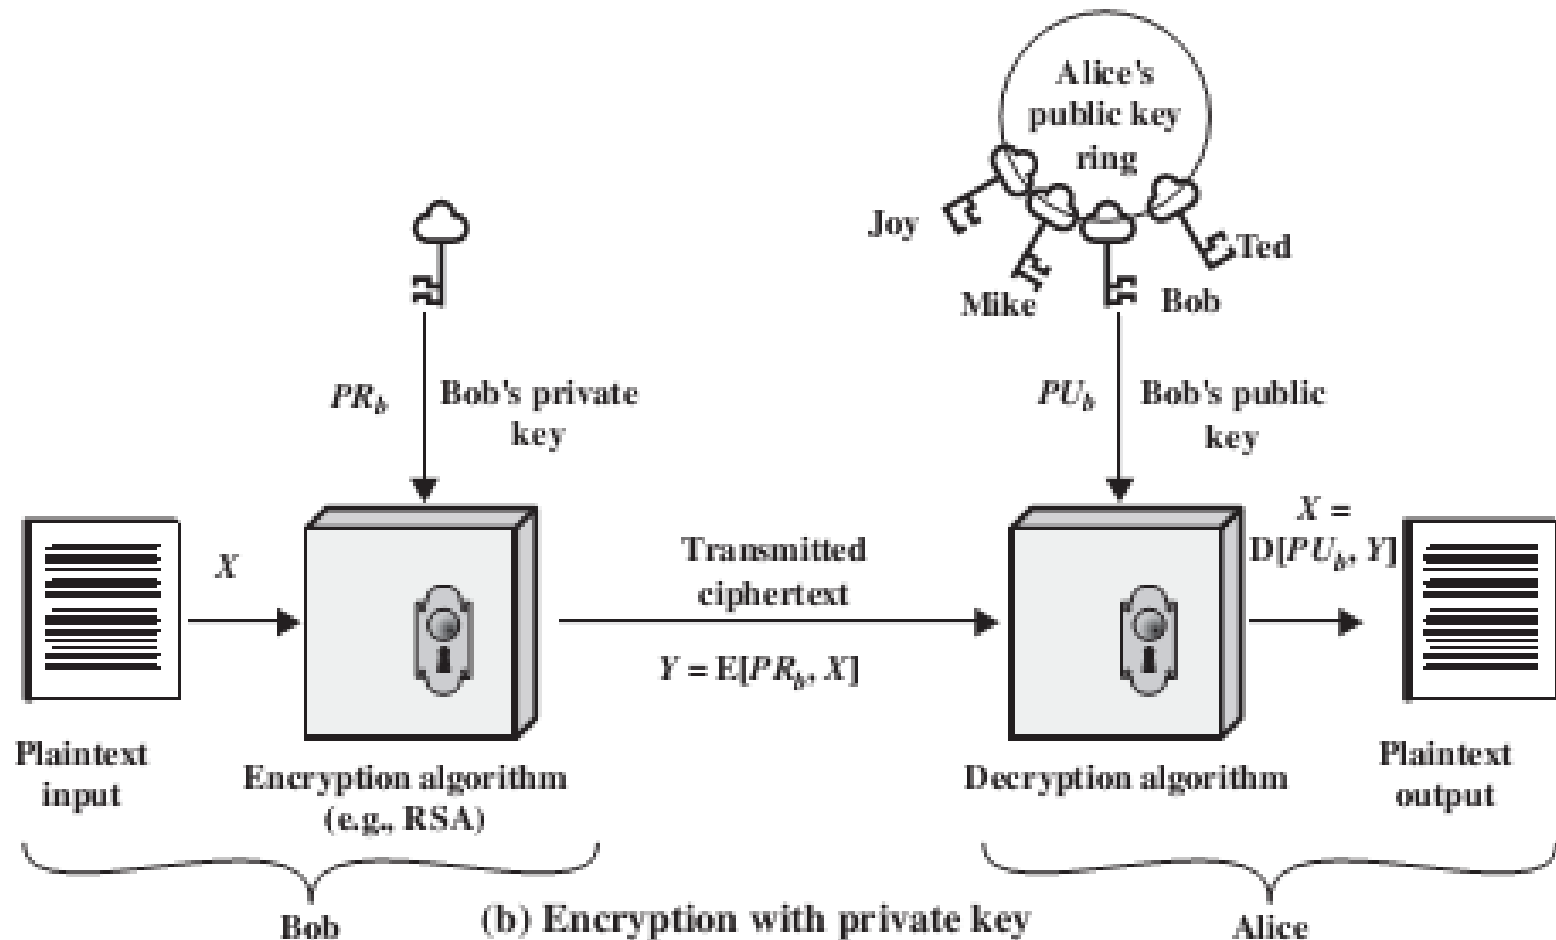 Alice's
public key
ring
Joy
Mike
Bob
Ted
PR_b
Bob's private
key
PU_b
Bob's public
key
X
Transmitted
ciphertext
Y = E[PR_b, X]
X =
D[PU_b, Y]
Plaintext
input
Encryption algorithm
(e.g., RSA)
Decryption algorithm
Plaintext
output
Bob
(b) Encryption with private key
Alice